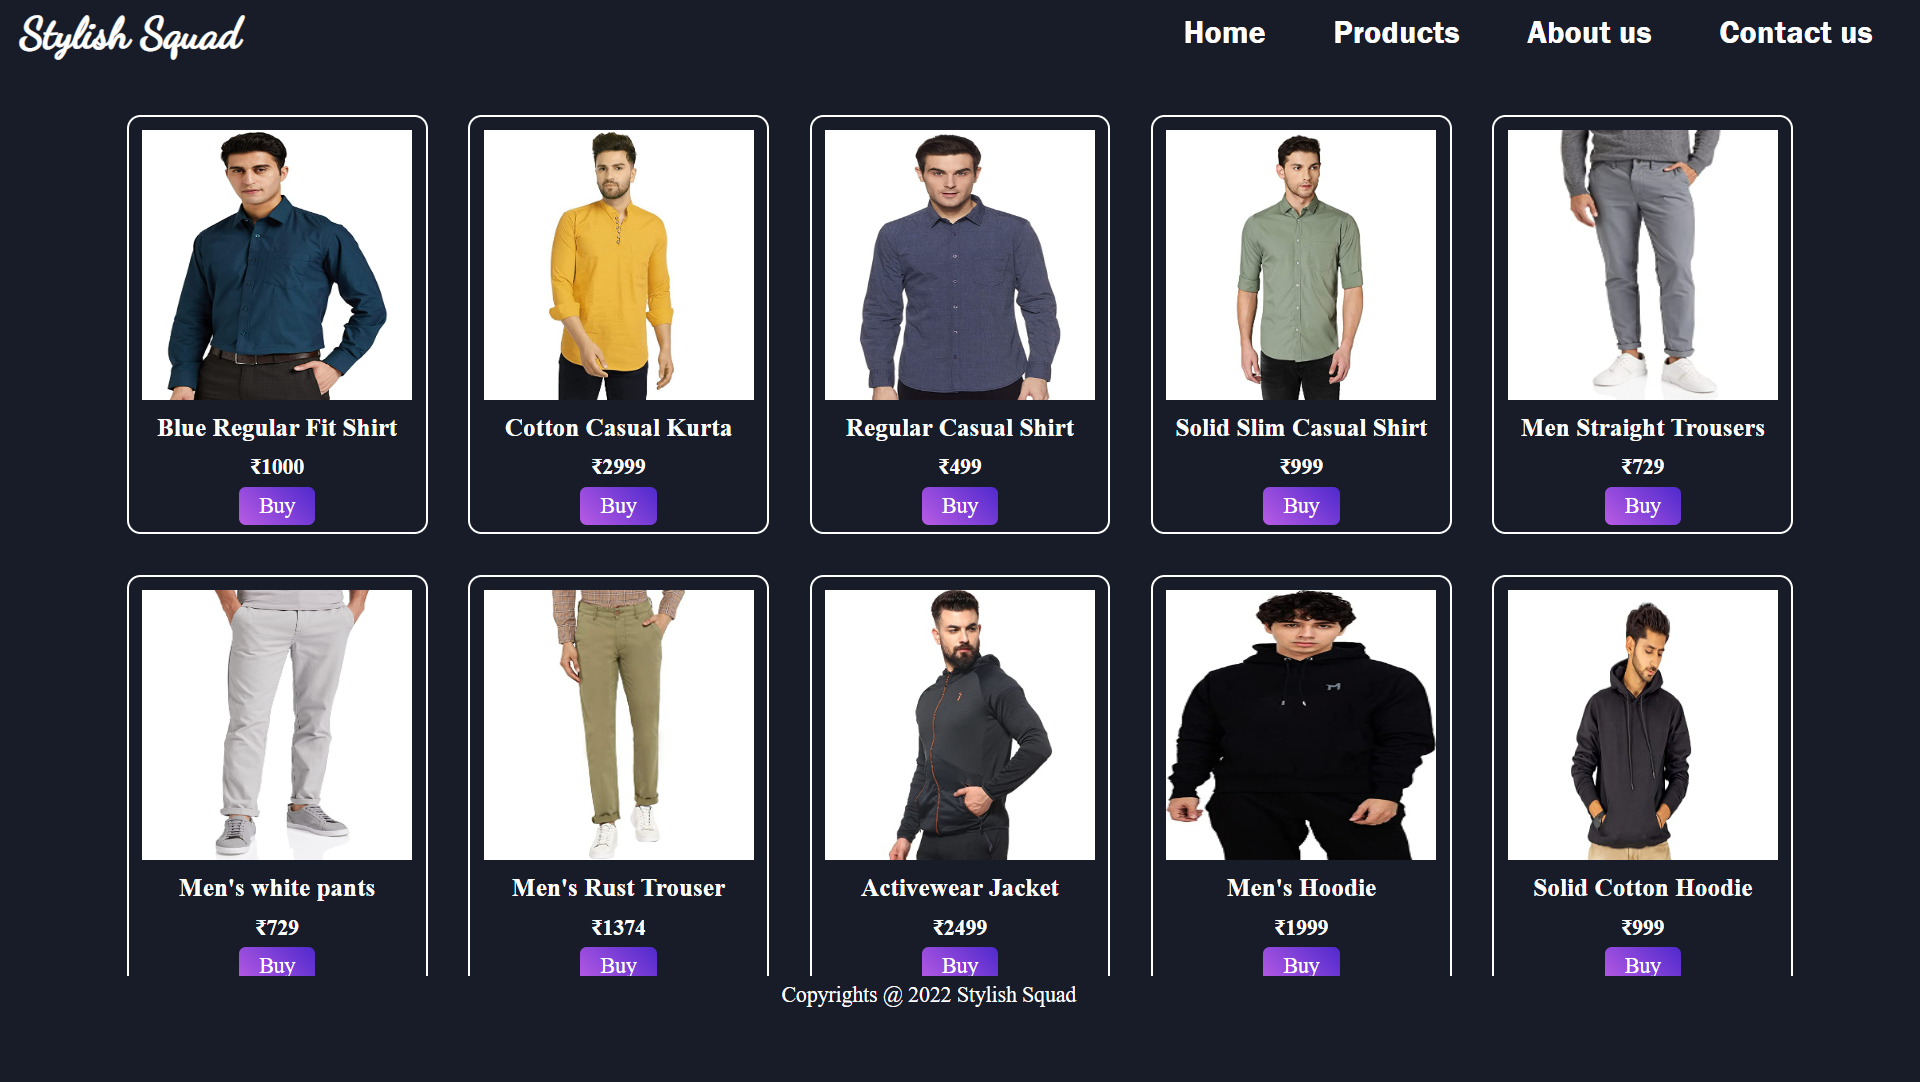 Stylish Squad
Home Products About us Contact us
Blue Regular Fit Shirt
₹1000
Buy
Cotton Casual Kurta
₹2999
Buy
Regular Casual Shirt
₹499
Buy
Solid Slim Casual Shirt
₹999
Buy
Men Straight Trousers
₹729
Buy
Men's white pants
₹729
Buy
Men's Rust Trouser
₹1374
Buy
Activewear Jacket
₹2499
Buy
Men's Hoodie
₹1999
Buy
Solid Cotton Hoodie
₹999
Buy
Copyrights @ 2022 Stylish Squad